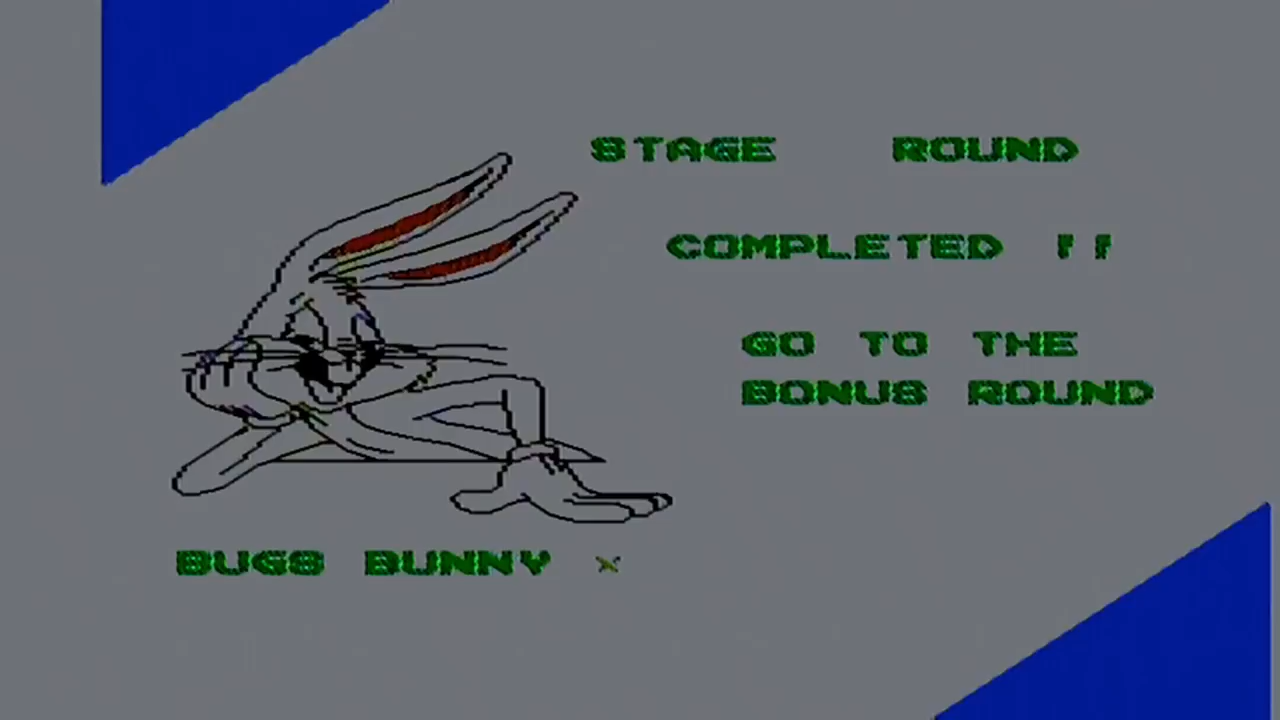 STAGE ROUND
COMPLETED !!
GO TO THE
BONUS ROUND
BUGS BUNNY ×